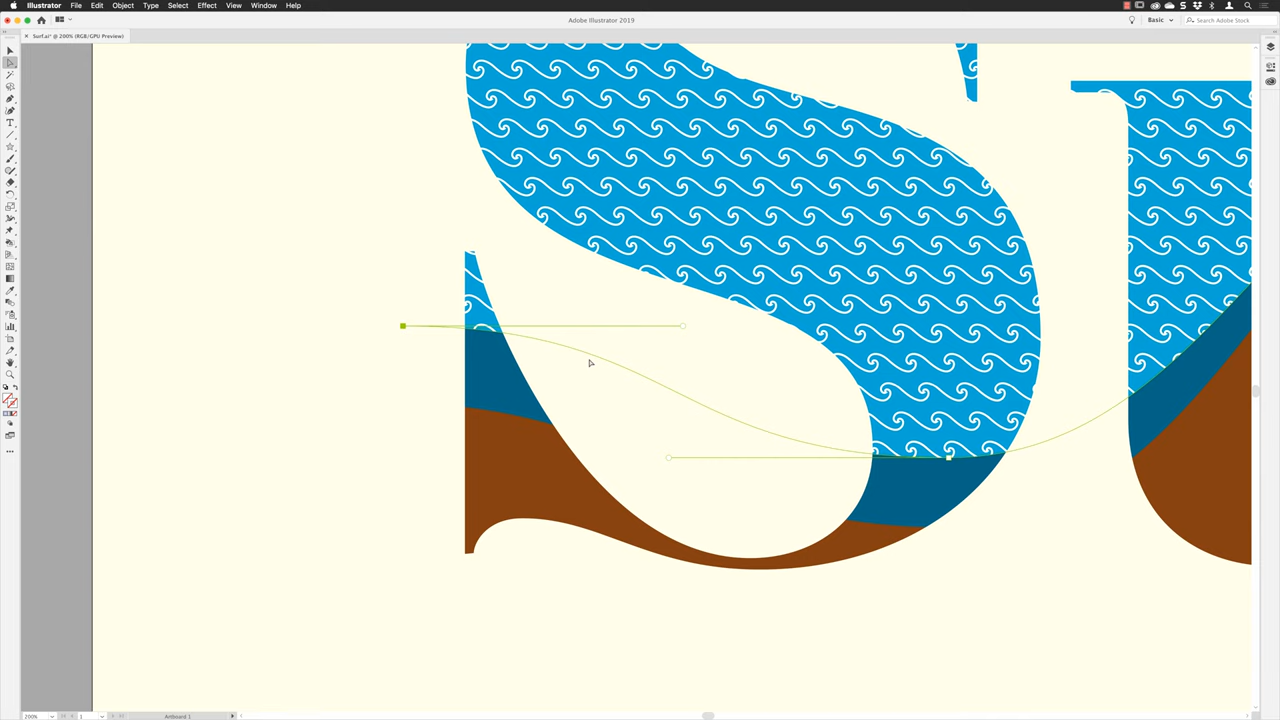 Illustrator File Edit Object Type Select Effect View Window Help
Adobe Illustrator 2019
Basic
Search Adobe Stock
Surf.ai* @ 200% (RGB/GPU Preview)
S
200%
1
Artboard 1